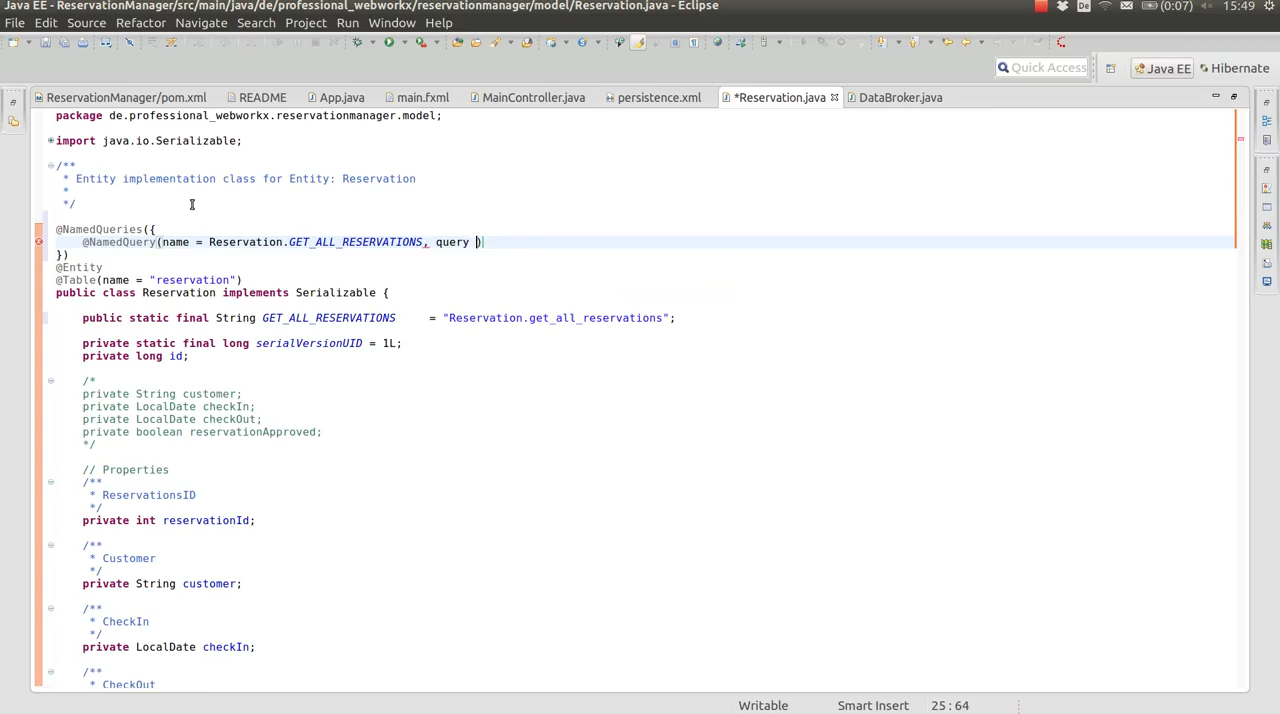 Java EE - ReservationManager/src/main/java/de/professional_webworkx/reservationmanager/model/Reservation.java - Eclipse
De
(0:07)
15:49
File Edit Source Refactor Navigate Search Project Run Window Help
Quick Access
Java EE
Hibernate
ReservationManager/pom.xml
README
App.java
main.fxml
MainController.java
persistence.xml
*Reservation.java
DataBroker.java
package de.professional_webworkx.reservationmanager.model;
import java.io.Serializable;
/**
 * Entity implementation class for Entity: Reservation
 *
 */
@NamedQueries({
    @NamedQuery(name = Reservation.GET_ALL_RESERVATIONS, query )
})
@Entity
@Table(name = "reservation")
public class Reservation implements Serializable {
    public static final String GET_ALL_RESERVATIONS     = "Reservation.get_all_reservations";
    private static final long serialVersionUID = 1L;
    private long id;
    /*
    private String customer;
    private LocalDate checkIn;
    private LocalDate checkOut;
    private boolean reservationApproved;
    */
    // Properties
    /**
     * ReservationsID
     */
    private int reservationId;
    /**
     * Customer
     */
    private String customer;
    /**
     * CheckIn
     */
    private LocalDate checkIn;
    /**
     * CheckOut
Writable
Smart Insert
25 : 64